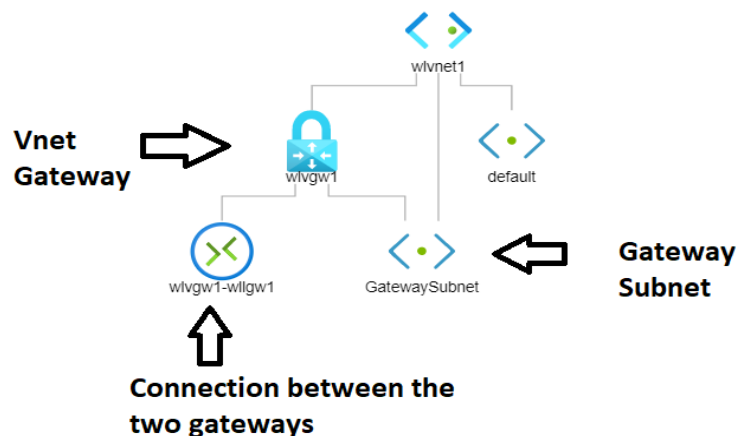 wlvnet1
Vnet
Gateway
wlvgw1
default
wlvgw1-wllgw1
GatewaySubnet
Gateway
Subnet
Connection between the
two gateways